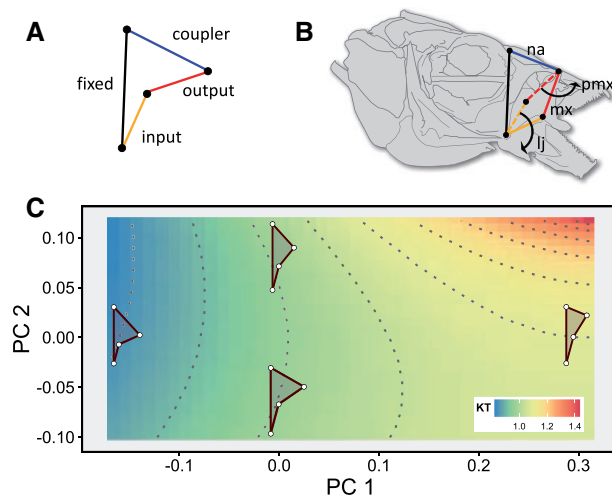 A
coupler
fixed
output
input
B
na
pmx
mx
lj
C
PC 2
0.10
0.05
0.00
-0.05
-0.10
KT
1.0 1.2 1.4
-0.1 0.0 0.1 0.2 0.3
PC 1